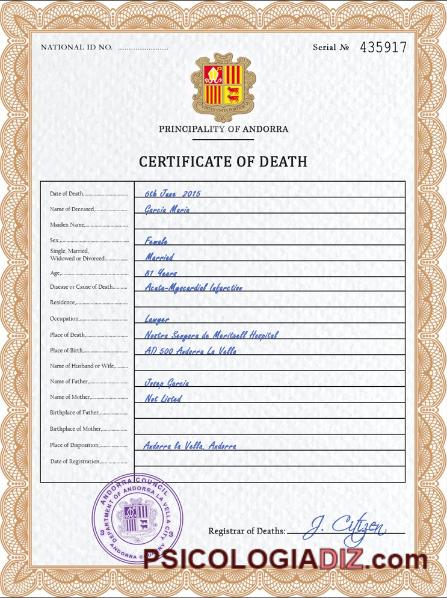 NATIONAL ID NO. ........................
Serial № 435917
PRINCIPALITY OF ANDORRA
CERTIFICATE OF DEATH
Date of Death............ 6th June 2015
Name of Deceased............ Garcia Maria
Maiden Name............
Sex............ Female
Single, Married,
Widowed or Divorced............ Married
Age............ 81 Years
Disease or Cause of Death............ Acute-Myocardial Infarction
Residence............
Occupation............ Lawyer
Place of Death............ Nostra Senyora de Meritxell Hospital
Place of Birth............ AD 500 Andorra La Vella
Name of Husband or Wife............
Name of Father............ Josep Garcia
Name of Mother............ Not Listed
Birthplace of Father............
Birthplace of Mother............
Place of Disposition............ Andorra la Vella, Andorra
Date of Registration............
ANDORRA COUNCIL
DEPARTMENT OF ANDORRA LA VELLA CITY
Registrar of Deaths: J. Citizen
PSICOLOGIADIZ.com